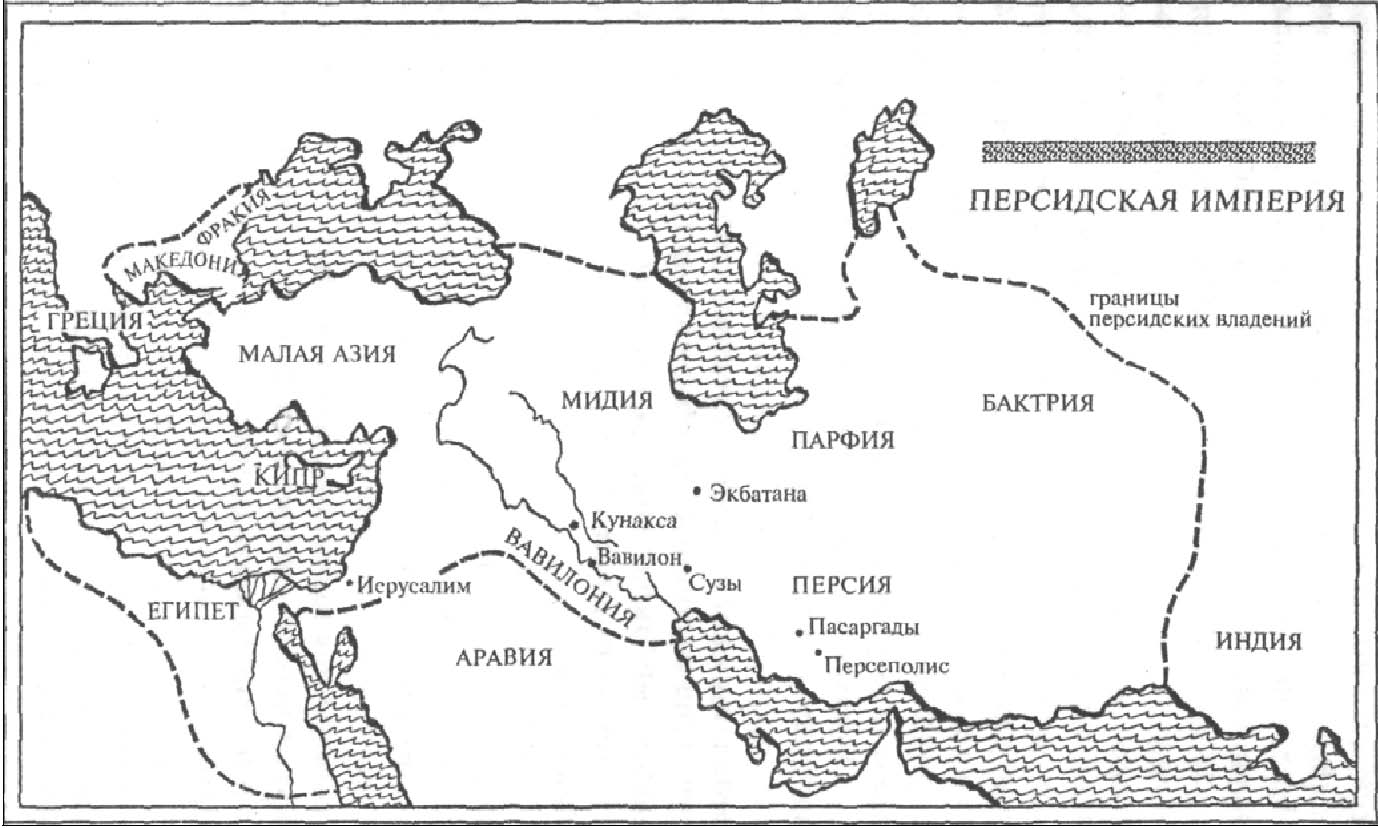 ПЕРСИДСКАЯ ИМПЕРИЯ
ФРАКИЯ
МАКЕДОНИЯ
границы
персидских владений
ГРЕЦИЯ
МАЛАЯ АЗИЯ
МИДИЯ
БАКТРИЯ
ПАРФИЯ
КИПР
Экбатана
Кунакса
ВАВИЛОНИЯ
Вавилон
Сузы
Иерусалим
ПЕРСИЯ
ЕГИПЕТ
Пасаргады
ИНДИЯ
АРАВИЯ
Персеполис